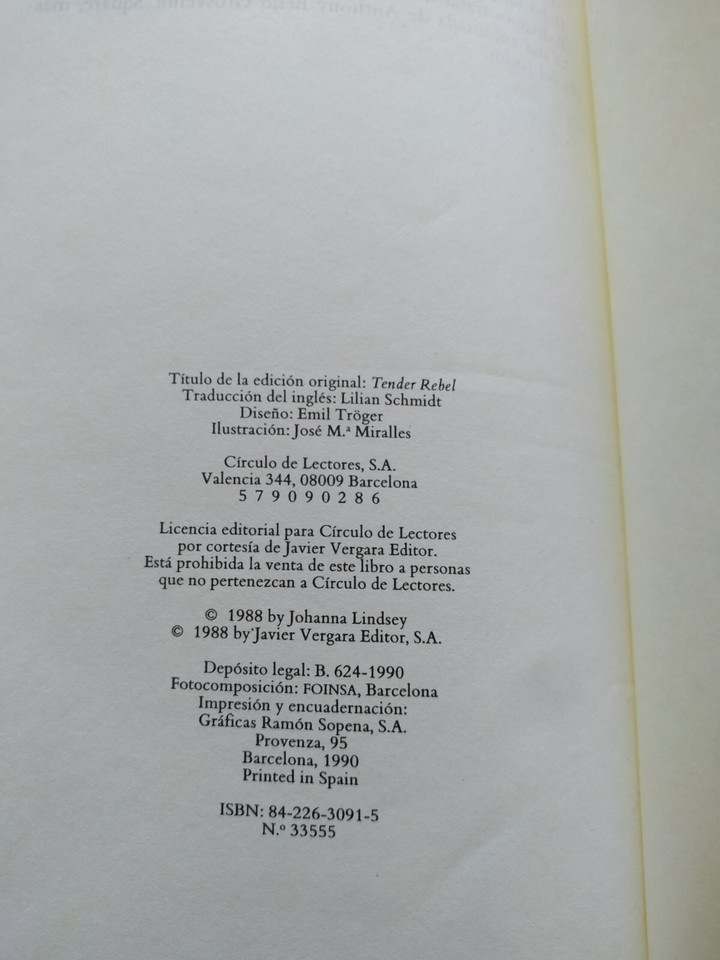 Título de la edición original: Tender Rebel
Traducción del inglés: Lilian Schmidt
Diseño: Emil Tröger
Ilustración: José M.ª Miralles
Círculo de Lectores, S.A.
Valencia 344, 08009 Barcelona
5 7 9 0 9 0 2 8 6
Licencia editorial para Círculo de Lectores
por cortesía de Javier Vergara Editor.
Está prohibida la venta de este libro a personas
que no pertenezcan a Círculo de Lectores.
© 1988 by Johanna Lindsey
© 1988 by Javier Vergara Editor, S.A.
Depósito legal: B. 624-1990
Fotocomposición: FOINSA, Barcelona
Impresión y encuadernación:
Gráficas Ramón Sopena, S.A.
Provenza, 95
Barcelona, 1990
Printed in Spain
ISBN: 84-226-3091-5
N.º 33555